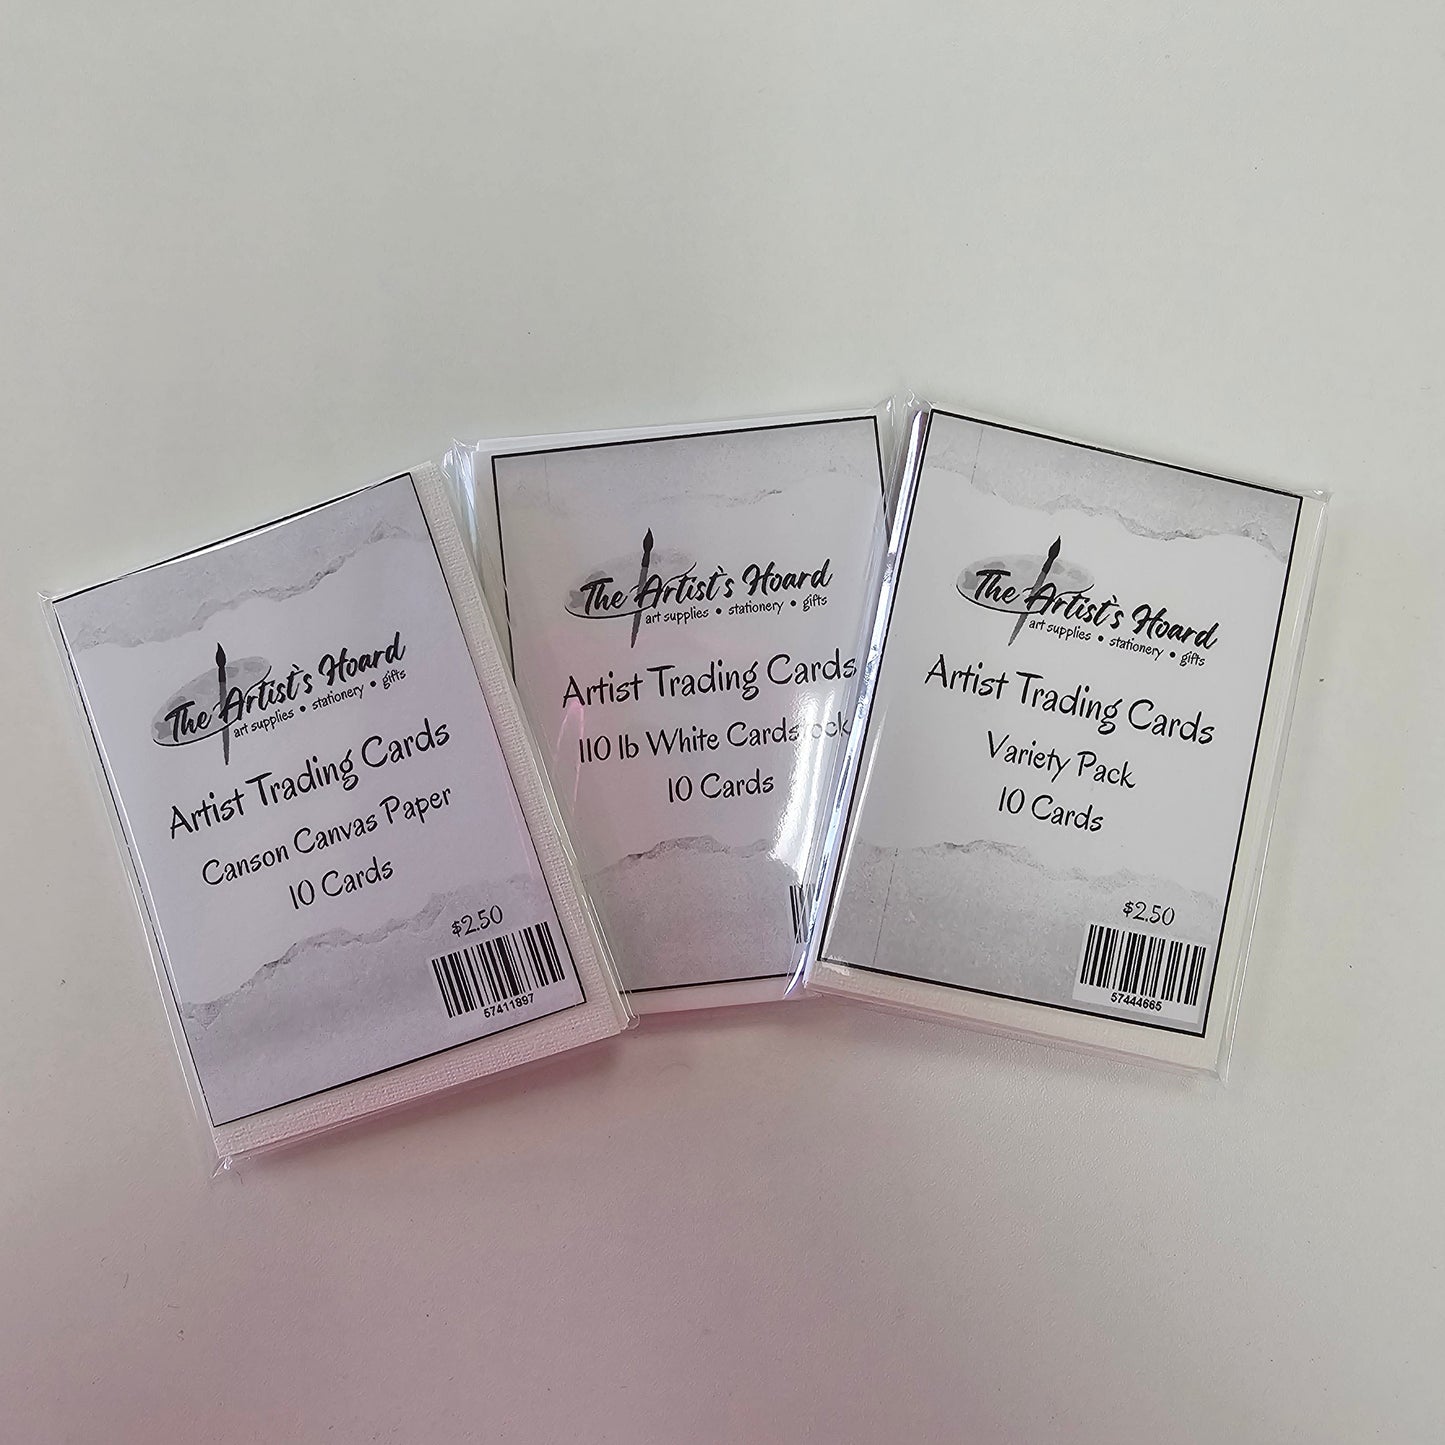 The Artist's Hoard
art supplies • stationery • gifts
Artist Trading Cards
Canson Canvas Paper
10 Cards
$2.50
57411897
The Artist's Hoard
art supplies • stationery • gifts
Artist Trading Cards
110 lb White Cardstock
10 Cards
The Artist's Hoard
art supplies • stationery • gifts
Artist Trading Cards
Variety Pack
10 Cards
$2.50
57444665